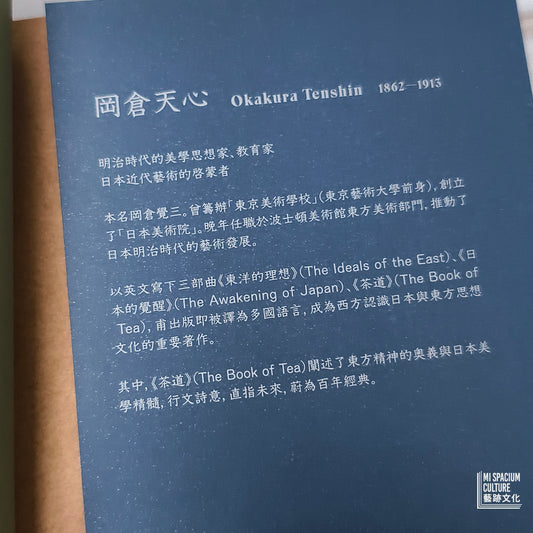 岡倉天心 Okakura Tenshin 1862—1913
明治時代的美學思想家、教育家
日本近代藝術的啓蒙者
本名岡倉覺三。曾籌辦「東京美術學校」(東京藝術大學前身),創立
了「日本美術院」。晚年任職於波士頓美術館東方美術部門,推動了
日本明治時代的藝術發展。
以英文寫下三部曲《東洋的理想》(The Ideals of the East)、《日
本的覺醒》(The Awakening of Japan)、《茶道》(The Book of
Tea),甫出版即被譯為多國語言,成為西方認識日本與東方思想
文化的重要著作。
其中,《茶道》(The Book of Tea)闡述了東方精神的奧義與日本美
學精髓,行文詩意,直指未來,蔚為百年經典。
MI SPACIUM
CULTURE
藝跡文化